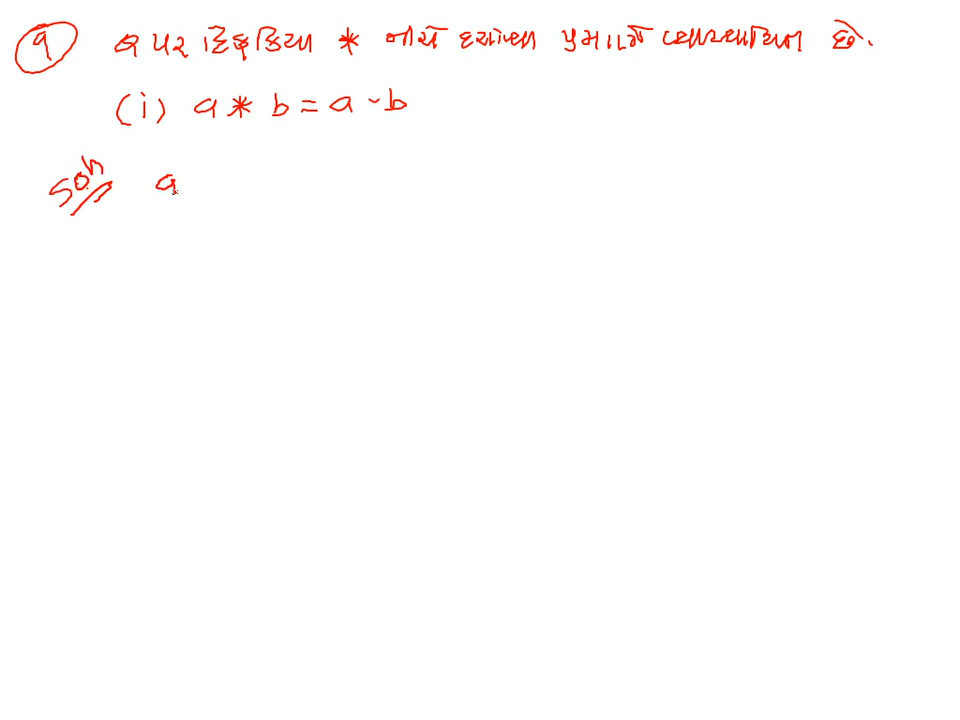 9 Q પર દ્વિક્ક્રિયા * નીચે દર્શાવ્યા પ્રમાણે વ્યાખ્યાયિત છે.
(i) a * b = a - b
Soln a